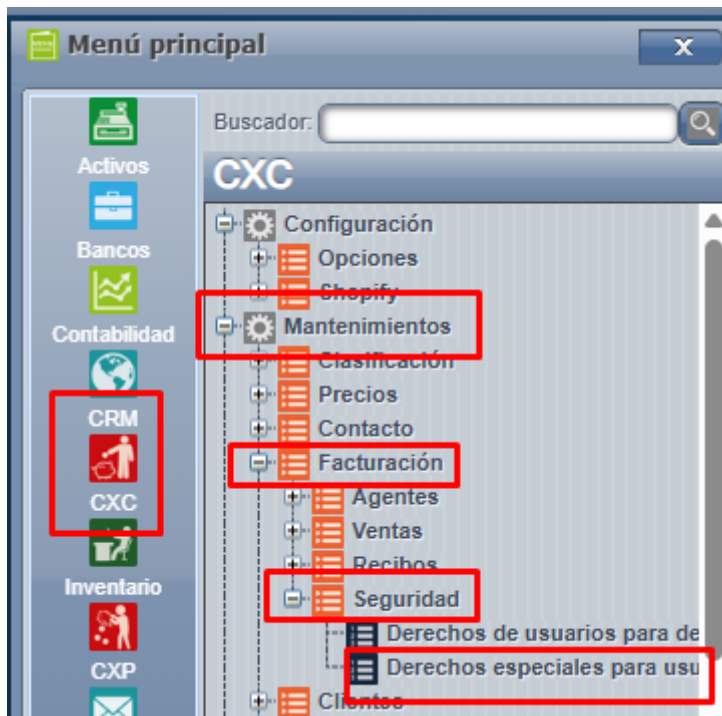 Menú principal
x
Buscador:
Activos
CXC
Configuración
Bancos
Opciones
Shopify
Contabilidad
Mantenimientos
Clasificación
Precios
CRM
Contacto
Facturación
CXC
Agentes
Ventas
Recibos
Inventario
Seguridad
Derechos de usuarios para de
CXP
Derechos especiales para usu
Clientes